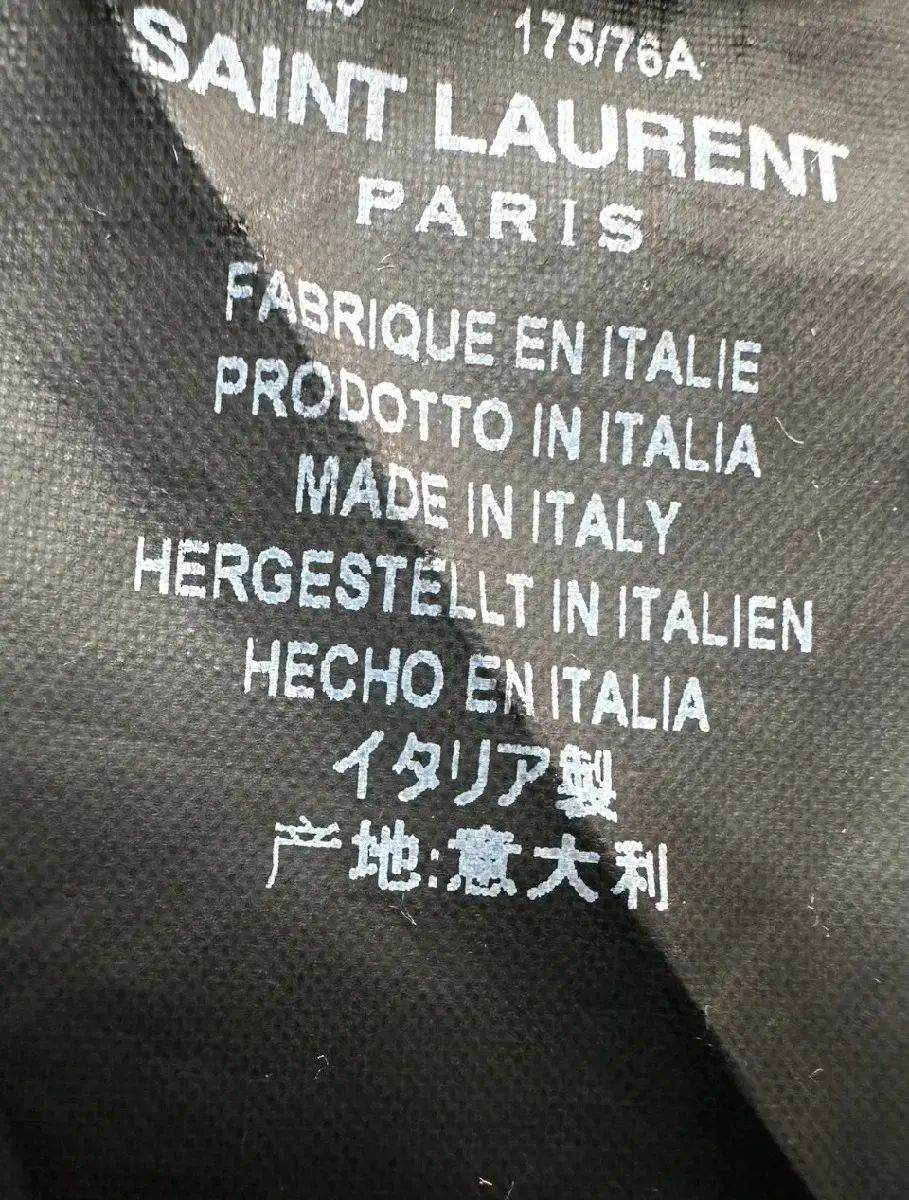 175/76A
SAINT LAURENT
PARIS
FABRIQUE EN ITALIE
PRODOTTO IN ITALIA
MADE IN ITALY
HERGESTELLT IN ITALIEN
HECHO EN ITALIA
イタリア製
产地:意大利